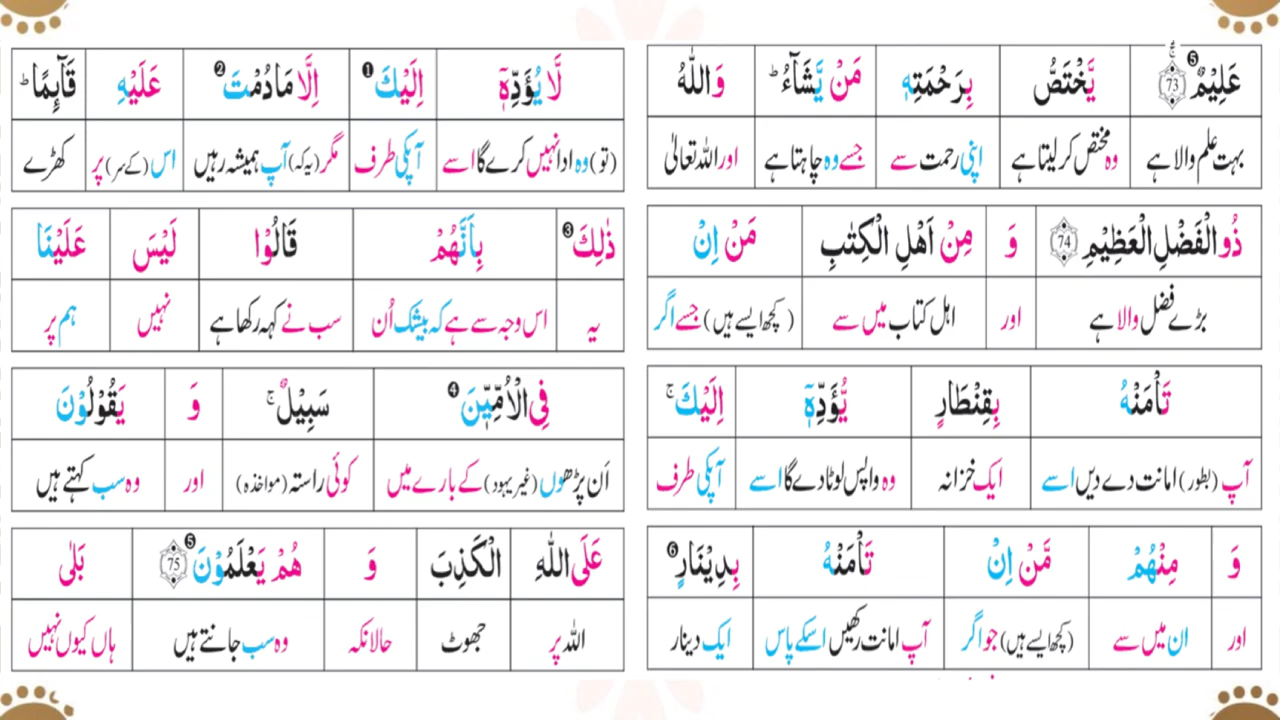 عَلِيْمٌ ﴿73﴾ يَّخْتَصُّ بِرَحْمَتِهٖ مَنْ يَّشَآءُ ؕ وَاللّٰهُ
بہت علم والا ہے وہ مختص کر لیتا ہے اپنی رحمت سے جسے وہ چاہتا ہے اور اللہ تعالیٰ
ذُو الْفَضْلِ الْعَظِيْمِ ﴿74﴾ وَ مِنْ اَهْلِ الْكِتٰبِ مَنْ اِنْ
بڑے فضل والا ہے اور اہل کتاب میں سے (کچھ ایسے ہیں) جسے اگر
تَاْمَنْهُ بِقِنْطَارٍ يُّؤَدِّهٖٓ اِلَيْكَ ۚ
آپ (بطور) امانت دے دیں اسے ایک خزانہ وہ واپس لوٹا دے گا اسے آپکی طرف
وَ مِنْهُمْ مَّنْ اِنْ تَاْمَنْهُ بِدِيْنَارٍ ❻
اور ان میں سے (کچھ ایسے ہیں) جو اگر آپ امانت رکھیں اسکے پاس ایک دینار
لَّا يُؤَدِّهٖٓ اِلَيْكَ ❶ اِلَّا مَا دُمْتَ ❷ عَلَيْهِ قَآىِٕمًا ؕ
(تو) وہ ادا نہیں کرے گا اسے آپکی طرف مگر (یہ کہ) آپ ہمیشہ رہیں اس (کے سر) پر کھڑے
ذٰلِكَ ❸ بِاَنَّهُمْ قَالُوْا لَيْسَ عَلَيْنَا
یہ اس وجہ سے ہے کہ بیشک اُن سب نے کہہ رکھا ہے نہیں ہم پر
فِي الْاُمِّيّٖنَ ❹ سَبِيْلٌ ۚ وَ يَقُوْلُوْنَ
اَن پڑھوں (غیر یہود) کے بارے میں کوئی راستہ (مواخذہ) اور وہ سب کہتے ہیں
عَلَى اللّٰهِ الْكَذِبَ وَ هُمْ يَعْلَمُوْنَ ❺ ﴿75﴾ بَلٰى
اللہ پر جھوٹ حالانکہ وہ سب جانتے ہیں ہاں کیوں نہیں